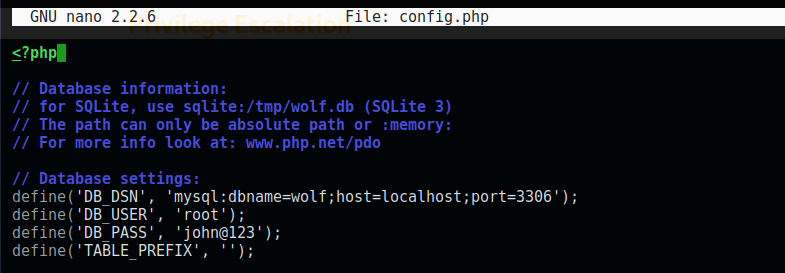 Privilege Escalation
GNU nano 2.2.6 File: config.php
<?php
// Database information:
// for SQLite, use sqlite:/tmp/wolf.db (SQLite 3)
// The path can only be absolute path or :memory:
// For more info look at: www.php.net/pdo
// Database settings:
define('DB_DSN', 'mysql:dbname=wolf;host=localhost;port=3306');
define('DB_USER', 'root');
define('DB_PASS', 'john@123');
define('TABLE_PREFIX', '');